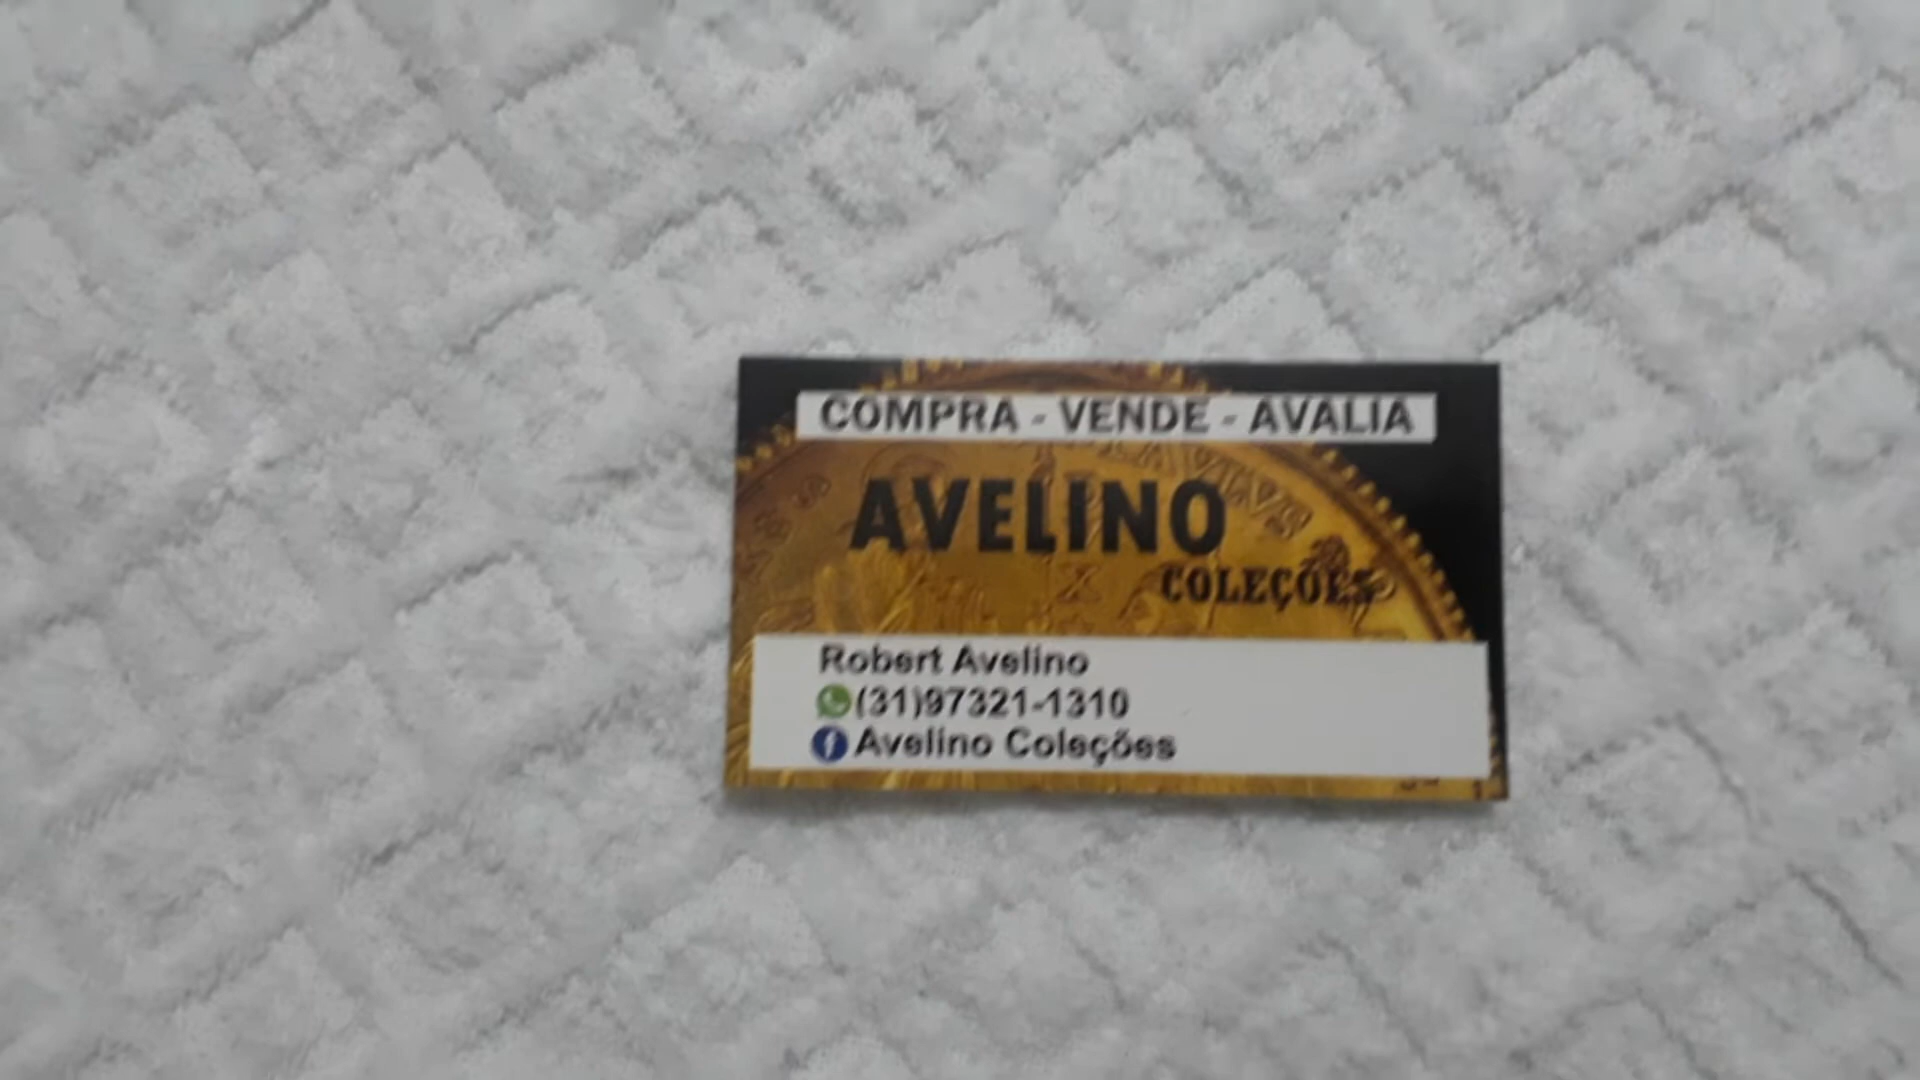 COMPRA - VENDE - AVALIA
AVELINO
COLEÇÕES
Robert Avelino
(31)97321-1310
Avelino Coleções